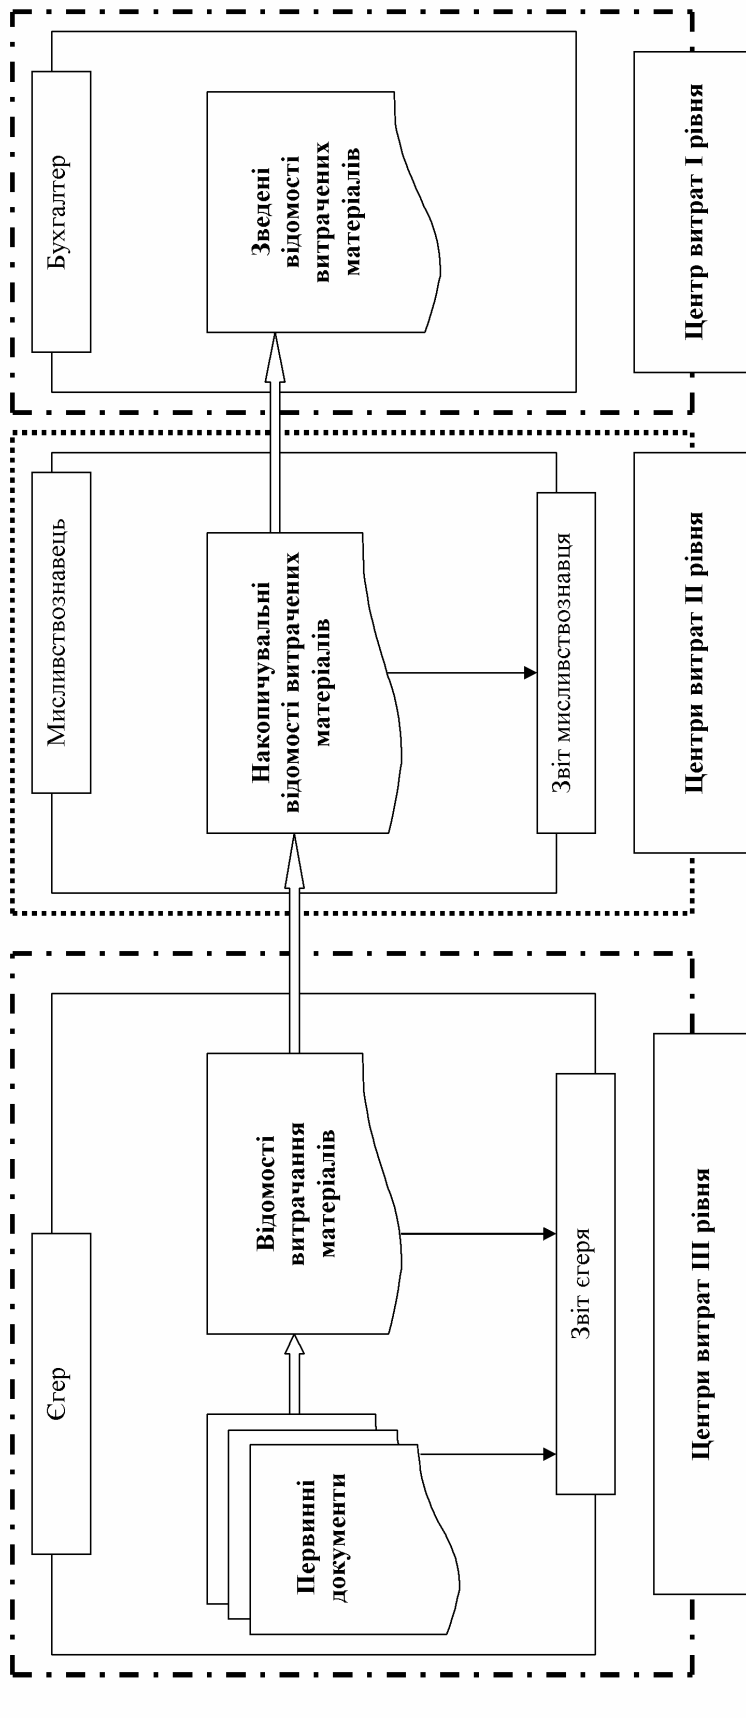 Єгер
Первинні
документи
Відомості
витрачання
матеріалів
Звіт єгеря
Центри витрат ІІІ рівня
Мисливствознавець
Накопичувальні
відомості витрачених
матеріалів
Звіт мисливствознавця
Центри витрат ІІ рівня
Бухгалтер
Зведені
відомості
витрачених
матеріалів
Центр витрат І рівня